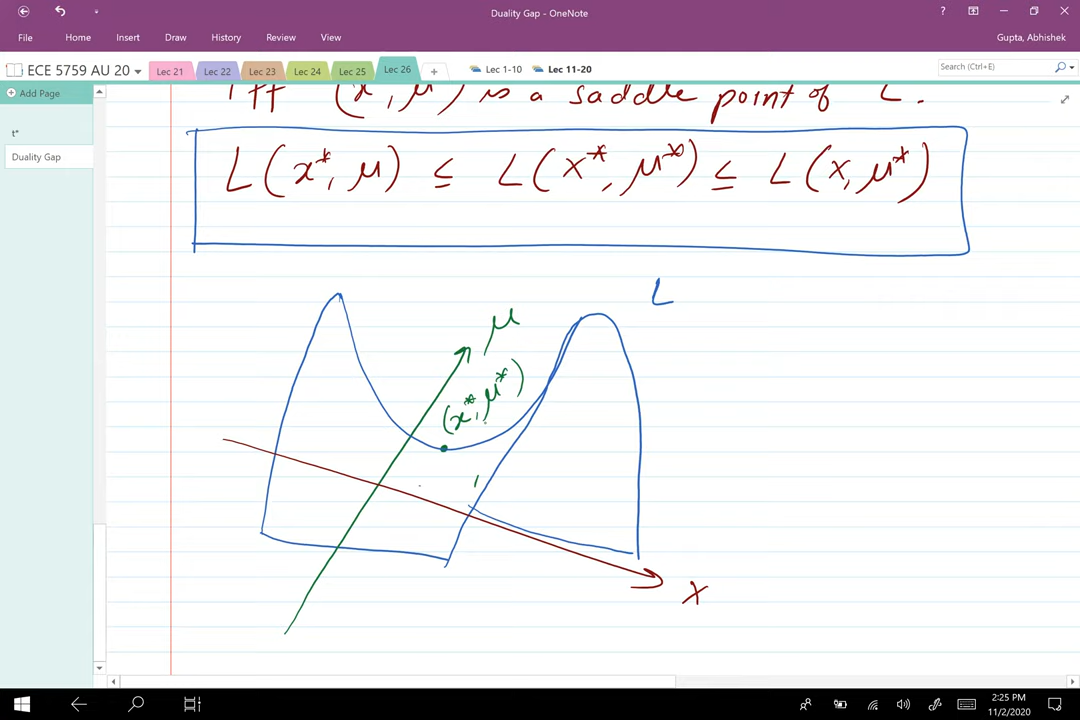 Duality Gap - OneNote
?
Gupta, Abhishek
File Home Insert Draw History Review View
ECE 5759 AU 20 Lec 21 Lec 22 Lec 23 Lec 24 Lec 25 Lec 26 + Lec 1-10 Lec 11-20 Search (Ctrl+E)
Add Page
t*
Duality Gap
iff (x*, μ*) is a saddle point of L.
L(x*, μ) ≤ L(x*, μ*) ≤ L(x, μ*)
L
μ
(x*, μ*)
x
2:25 PM
11/2/2020